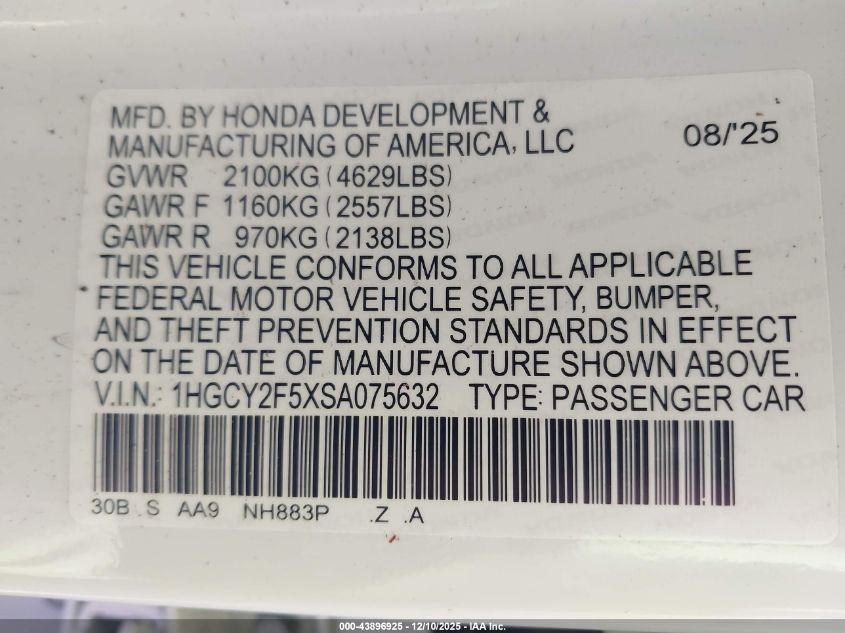 MFD. BY HONDA DEVELOPMENT &
MANUFACTURING OF AMERICA, LLC 08/'25
GVWR 2100KG (4629LBS)
GAWR F 1160KG (2557LBS)
GAWR R 970KG (2138LBS)
THIS VEHICLE CONFORMS TO ALL APPLICABLE
FEDERAL MOTOR VEHICLE SAFETY, BUMPER,
AND THEFT PREVENTION STANDARDS IN EFFECT
ON THE DATE OF MANUFACTURE SHOWN ABOVE.
V.I.N.: 1HGCY2F5XSA075632 TYPE: PASSENGER CAR
30B .S AA9 NH883P .Z .A
000-43896925 - 12/10/2025 - IAA Inc.